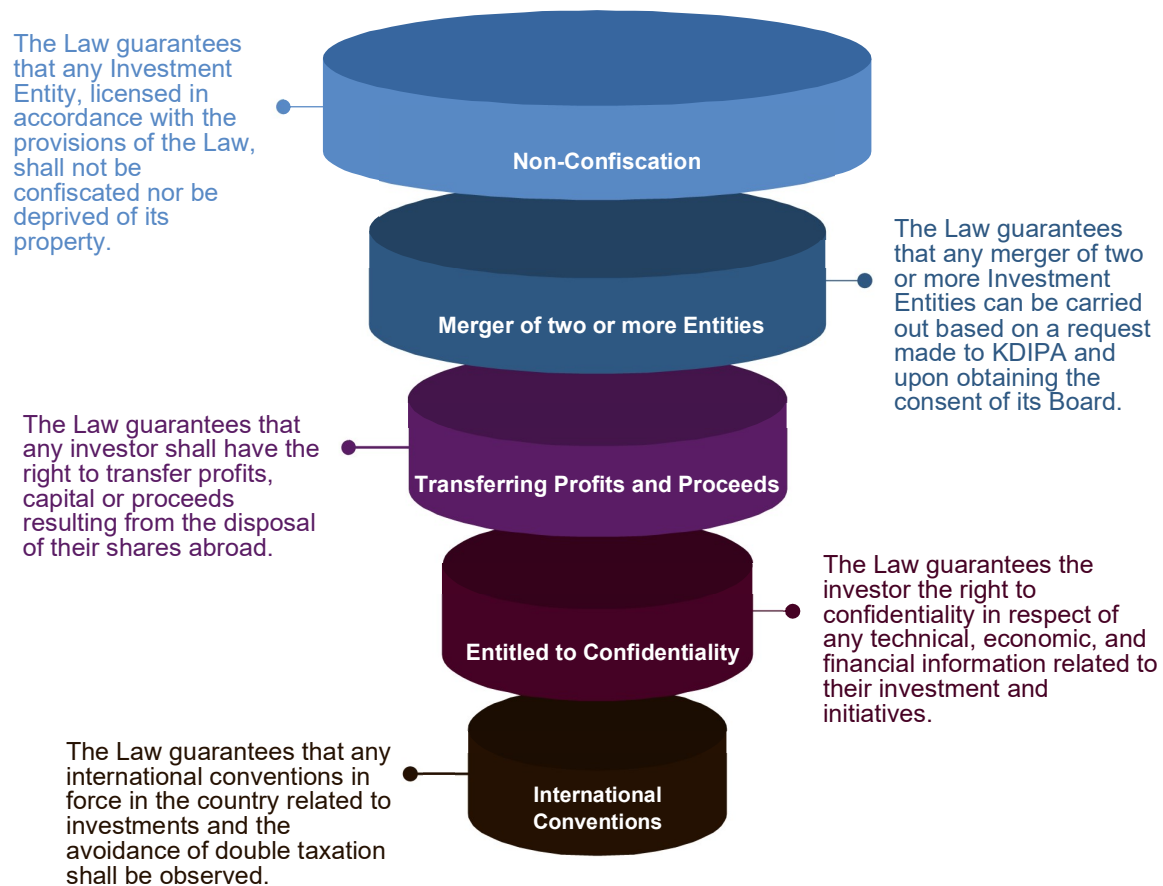 The Law guarantees
that any Investment
Entity, licensed in
accordance with the
provisions of the Law,
shall not be
confiscated nor be
deprived of its
property.
Non-Confiscation
The Law guarantees
that any merger of two
or more Investment
Entities can be carried
out based on a request
made to KDIPA and
upon obtaining the
consent of its Board.
Merger of two or more Entities
The Law guarantees that
any investor shall have the
right to transfer profits,
capital or proceeds
resulting from the disposal
of their shares abroad.
Transferring Profits and Proceeds
The Law guarantees the
investor the right to
confidentiality in respect of
any technical, economic, and
financial information related to
their investment and
initiatives.
Entitled to Confidentiality
The Law guarantees that any
international conventions in
force in the country related to
investments and the
avoidance of double taxation
shall be observed.
International
Conventions